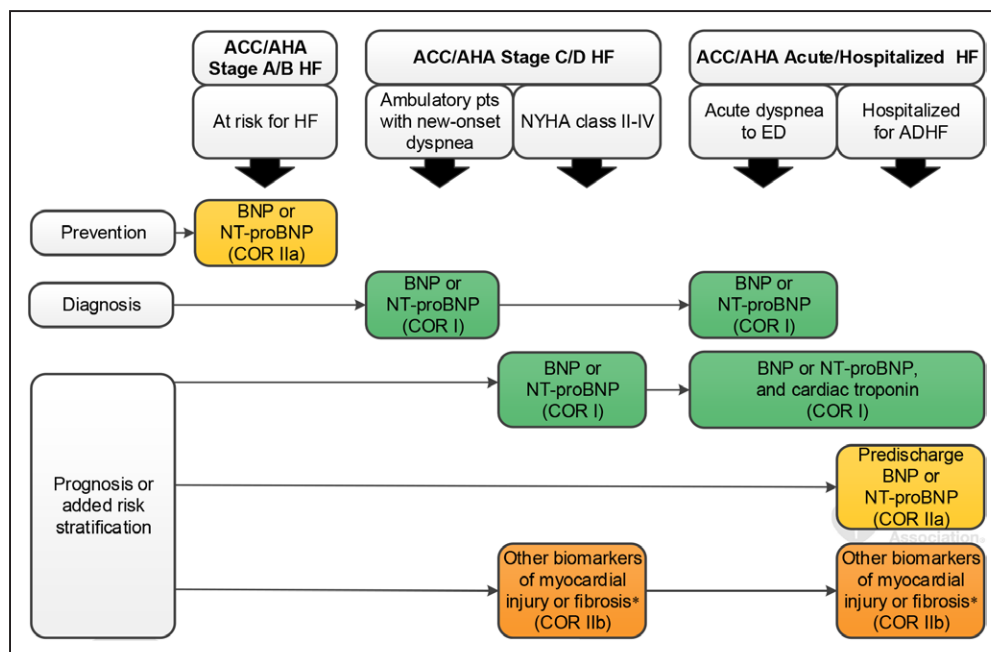 ACC/AHA
Stage A/B HF
ACC/AHA Stage C/D HF
ACC/AHA Acute/Hospitalized HF
At risk for HF
Ambulatory pts
with new-onset
dyspnea
NYHA class II-IV
Acute dyspnea
to ED
Hospitalized
for ADHF
Prevention
BNP or
NT-proBNP
(COR IIa)
Diagnosis
BNP or
NT-proBNP
(COR I)
BNP or
NT-proBNP
(COR I)
Prognosis or
added risk
stratification
BNP or
NT-proBNP
(COR I)
BNP or NT-proBNP,
and cardiac troponin
(COR I)
Predischarge
BNP or
NT-proBNP
(COR IIa)
Association®
Other biomarkers
of myocardial
injury or fibrosis*
(COR IIb)
Other biomarkers
of myocardial
injury or fibrosis*
(COR IIb)